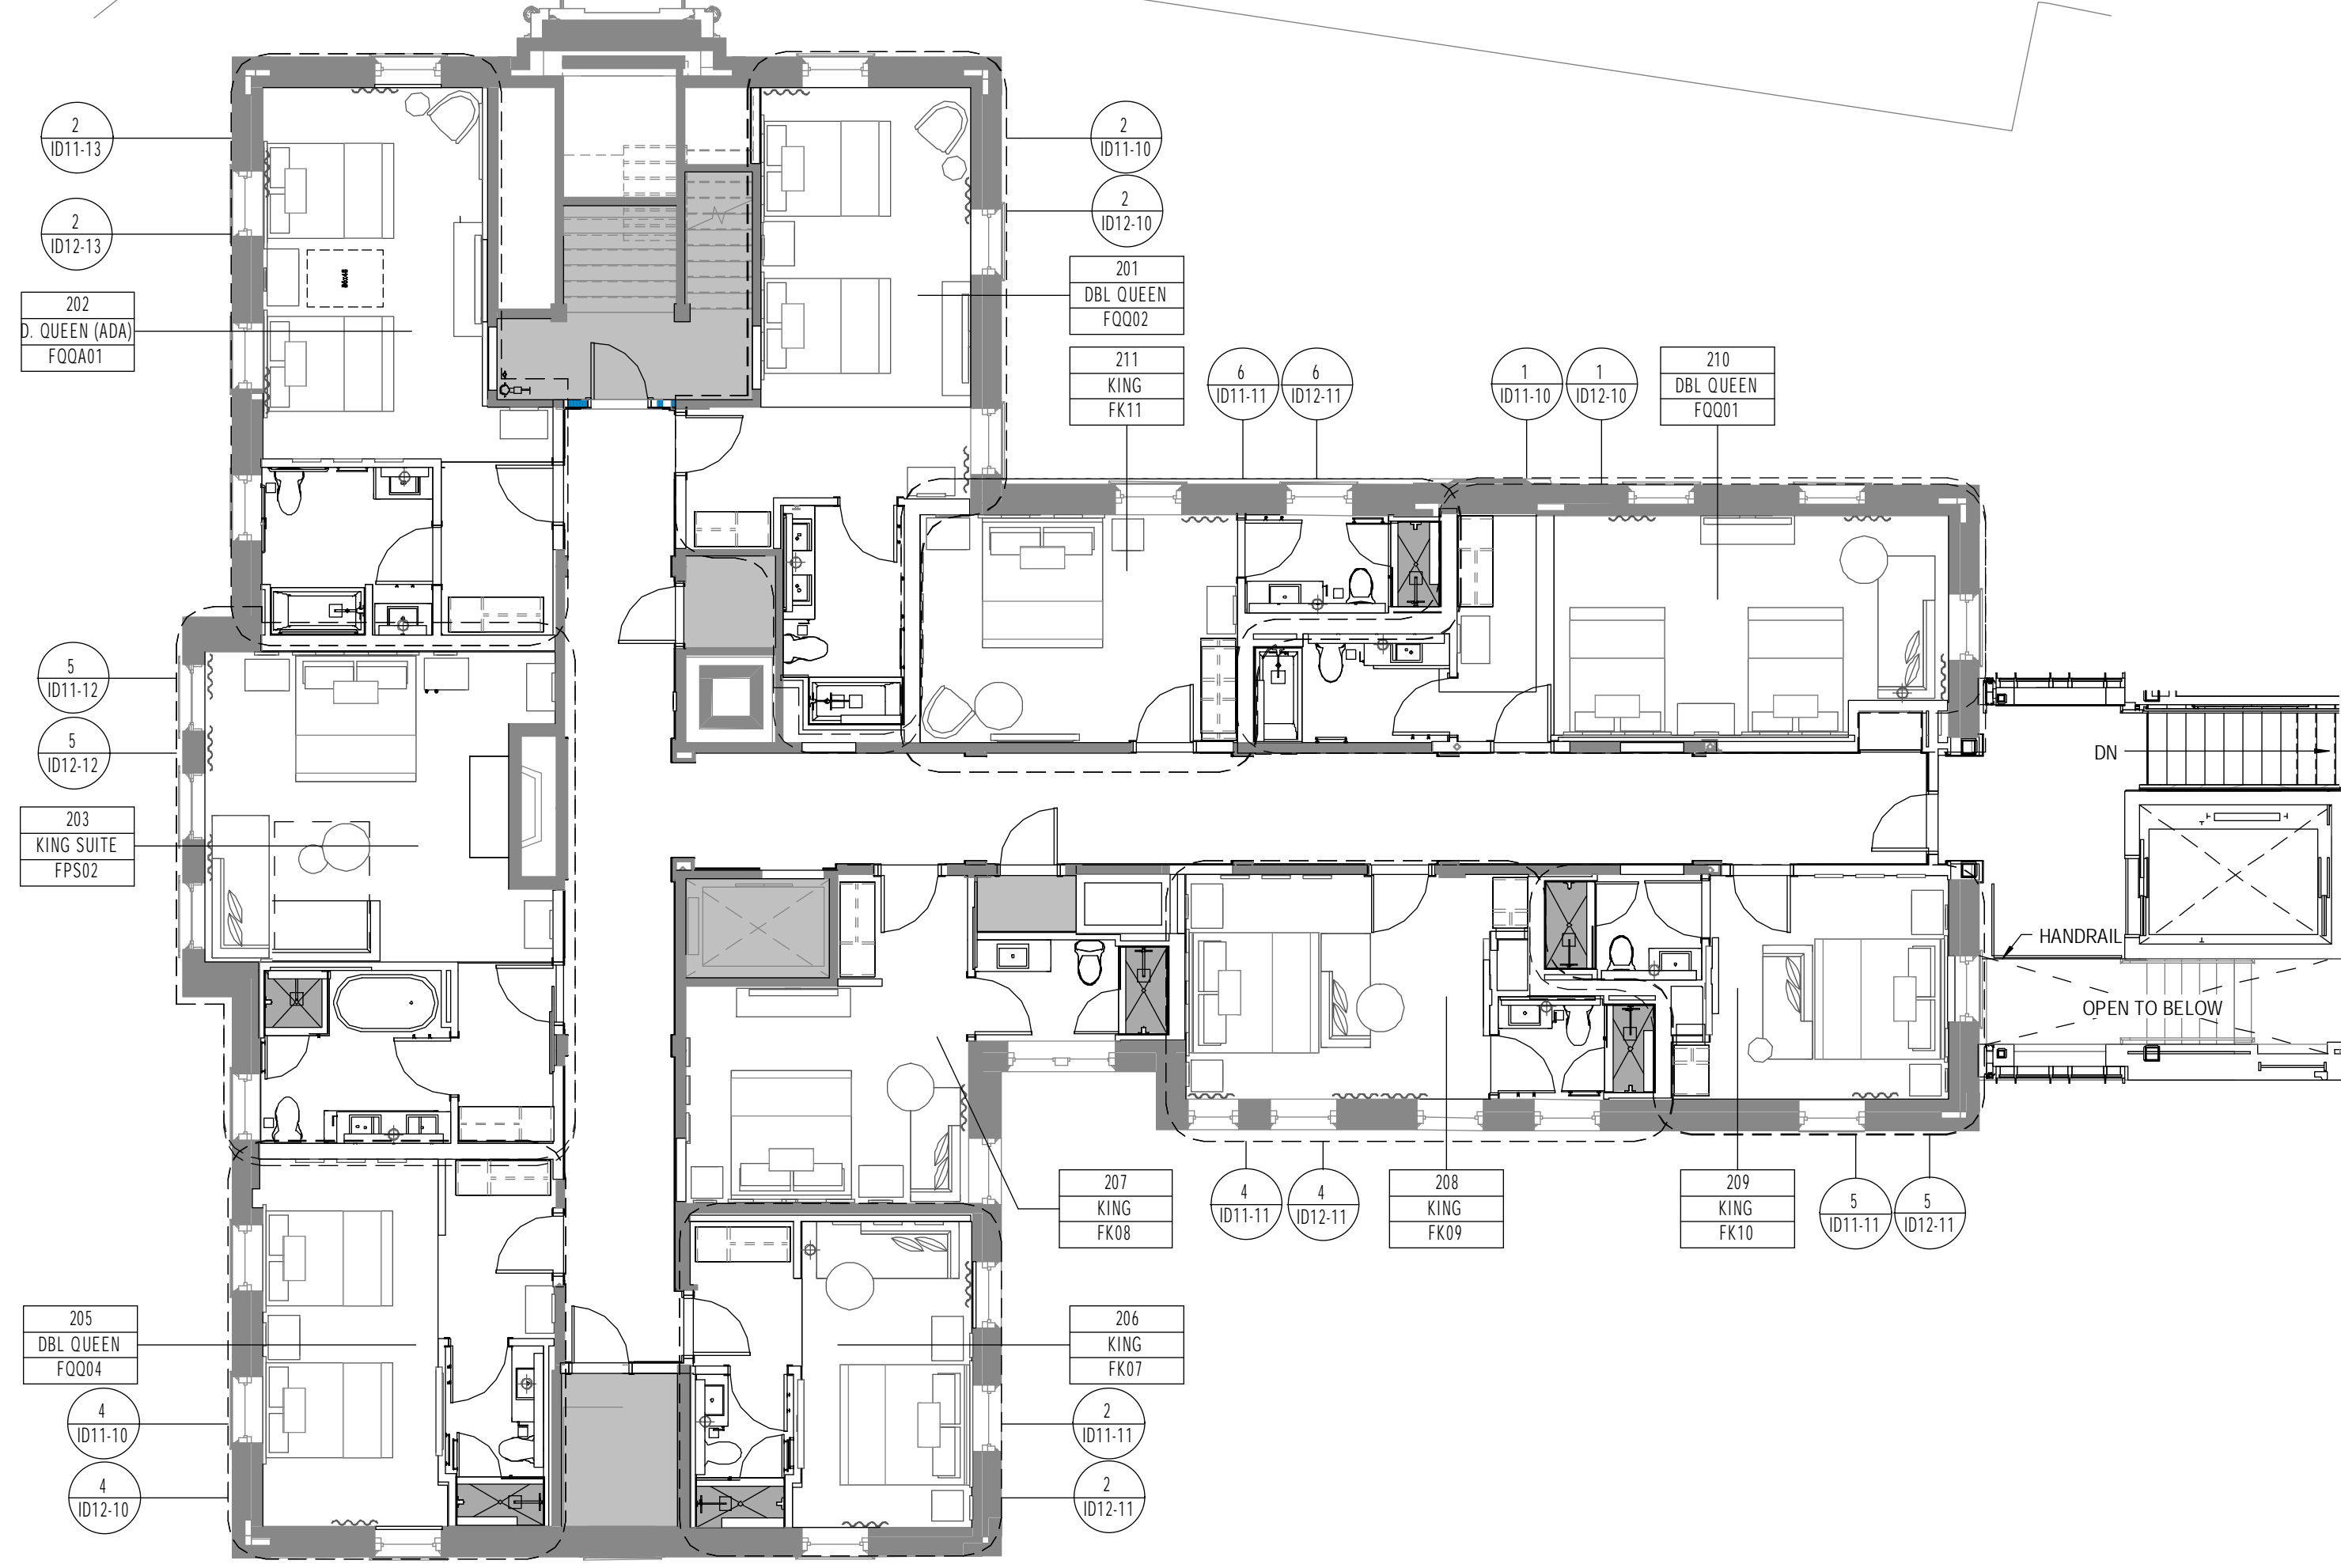 2
ID11-13
2
ID12-13
202
D. QUEEN (ADA)
FQQA01
2
ID11-10
2
ID12-10
201
DBL QUEEN
FQQ02
211
KING
FK11
6
ID11-11
6
ID12-11
1
ID11-10
1
ID12-10
210
DBL QUEEN
FQQ01
5
ID11-12
5
ID12-12
203
KING SUITE
FPS02
DN
HANDRAIL
OPEN TO BELOW
207
KING
FK08
4
ID11-11
4
ID12-11
208
KING
FK09
209
KING
FK10
5
ID11-11
5
ID12-11
205
DBL QUEEN
FQQ04
4
ID11-10
4
ID12-10
206
KING
FK07
2
ID11-11
2
ID12-11